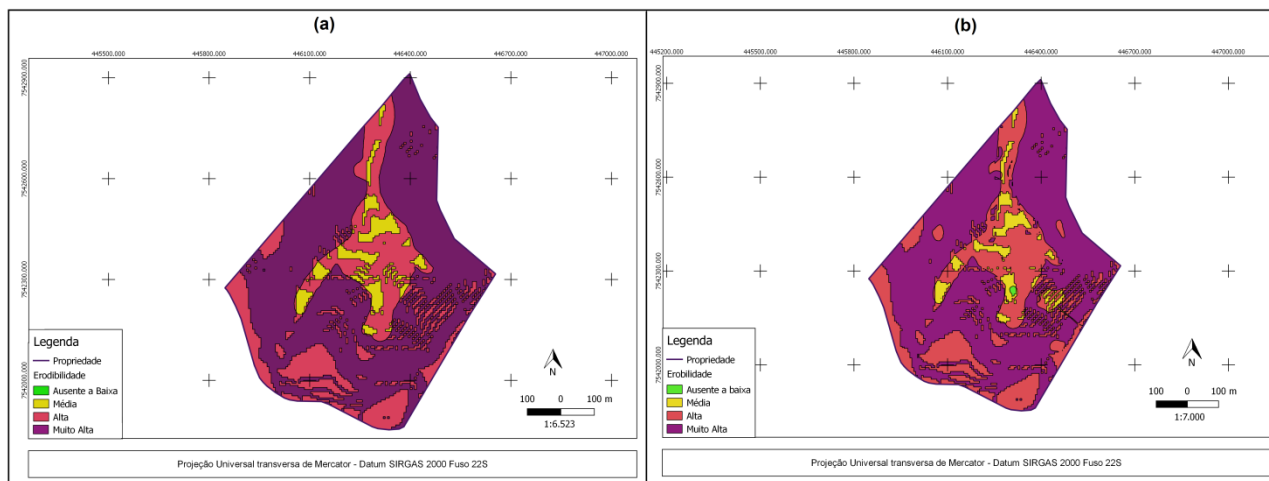 (a)
445500.000 445800.000 446100.000 446400.000 446700.000 447000.000
7542900.000
7542600.000
7542300.000
7542000.000
Legenda
Propriedade
Erodibilidade
Ausente a Baixa
Média
Alta
Muito Alta
N
100 0 100 m
1:6.523
Projeção Universal transversa de Mercator - Datum SIRGAS 2000 Fuso 22S
(b)
445200.000 445500.000 445800.000 446100.000 446400.000 446700.000 447000.000
7542900.000
7542600.000
7542300.000
7542000.000
Legenda
Propriedade
Erobilidade
Ausente a baixa
Média
Alta
Muito Alta
N
100 0 100 m
1:7.000
Projeção Universal transversa de Mercator - Datum SIRGAS 2000 Fuso 22S